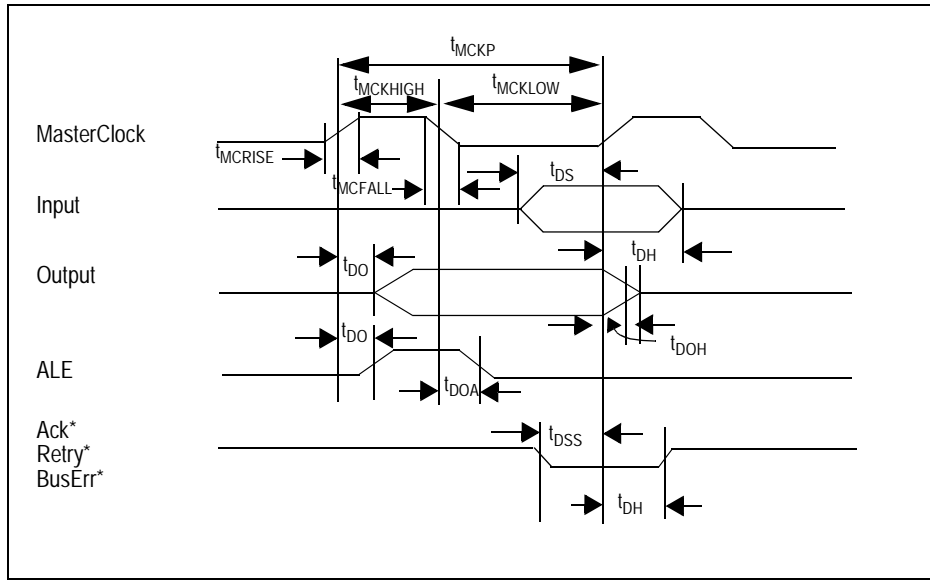 tMCKP
tMCKHIGH
tMCKLOW
MasterClock
tMCRISE
tDS
tMCFALL
Input
tDH
Output
tDO
tDO
tDOH
ALE
tDOA
Ack*
tDSS
Retry*
BusErr*
tDH